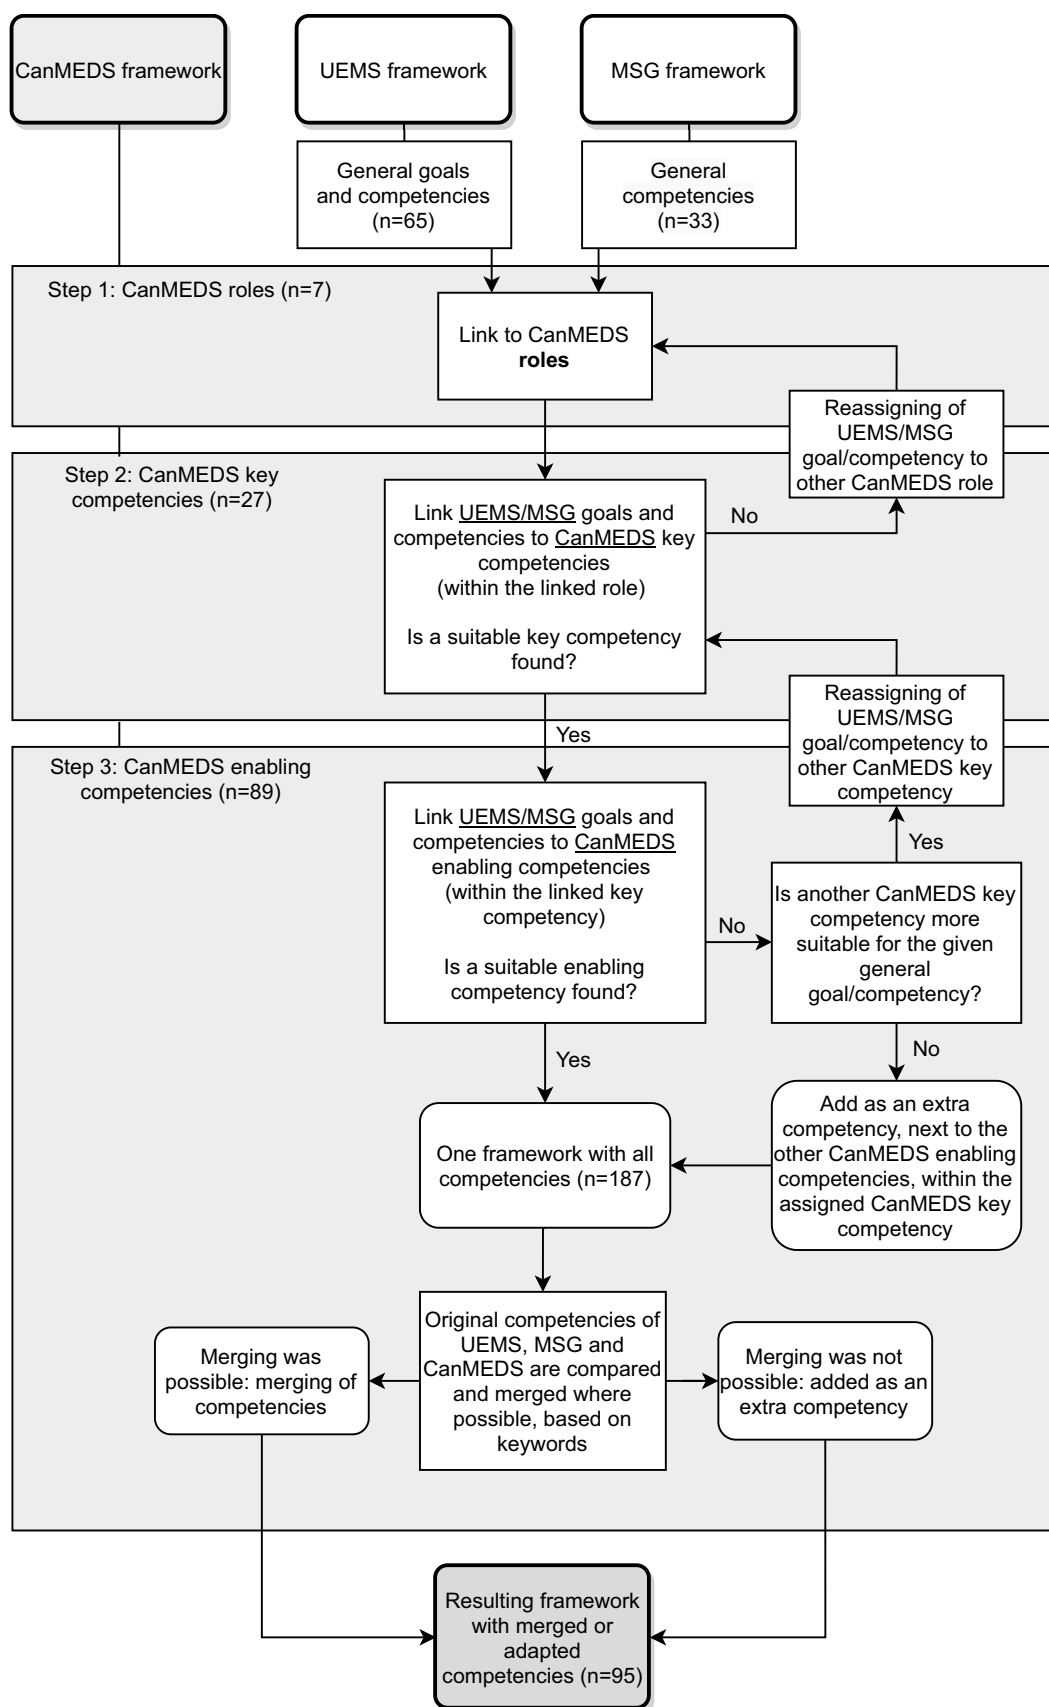 CanMEDS framework
UEMS framework
MSG framework
General goals
and competencies
(n=65)
General
competencies
(n=33)
Step 1: CanMEDS roles (n=7)
Link to CanMEDS
roles
Reassigning of
UEMS/MSG
goal/competency to
other CanMEDS role
Step 2: CanMEDS key
competencies (n=27)
Link UEMS/MSG goals and
competencies to CanMEDS key
competencies
(within the linked role)
Is a suitable key competency
found?
No
Yes
Reassigning of
UEMS/MSG
goal/competency to
other CanMEDS key
competency
Step 3: CanMEDS enabling
competencies (n=89)
Link UEMS/MSG goals and
competencies to CanMEDS
enabling competencies
(within the linked key
competency)
Is a suitable enabling
competency found?
No
Yes
Is another CanMEDS key
competency more
suitable for the given
general
goal/competency?
Yes
No
Add as an extra
competency, next to the
other CanMEDS enabling
competencies, within the
assigned CanMEDS key
competency
One framework with all
competencies (n=187)
Original competencies of
UEMS, MSG and
CanMEDS are compared
and merged where
possible, based on
keywords
Merging was
possible: merging of
competencies
Merging was not
possible: added as an
extra competency
Resulting framework
with merged or
adapted
competencies (n=95)